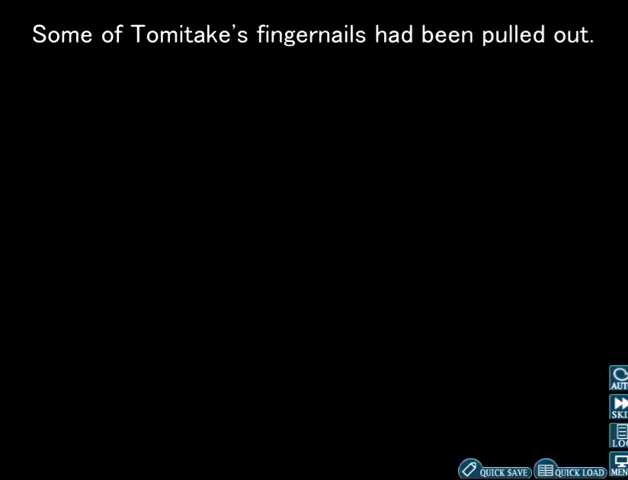 Some of Tomitake's fingernails had been pulled out.
QUICK SAVE
QUICK LOAD